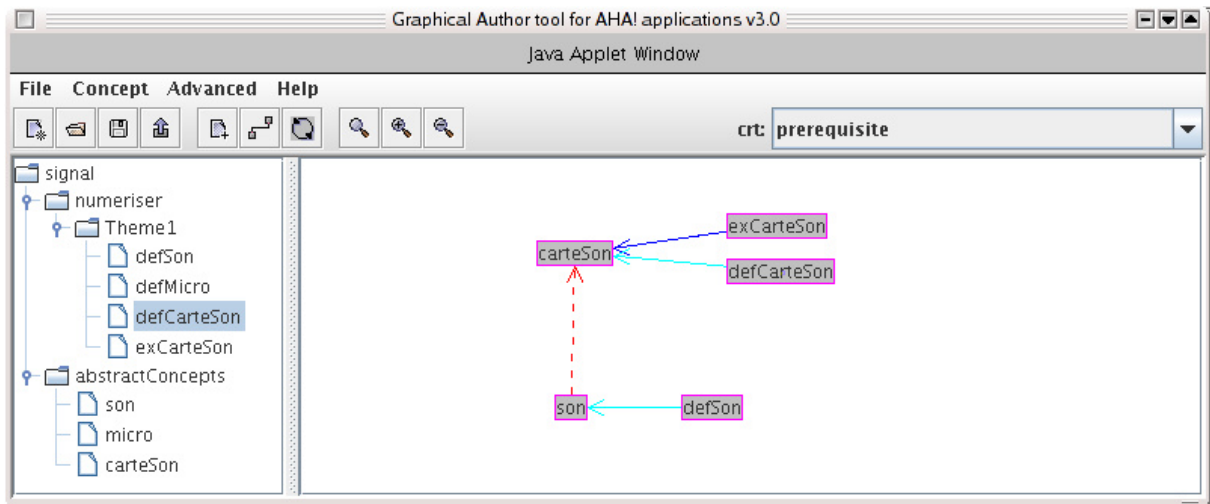 Graphical Author tool for AHA! applications v3.0
Java Applet Window
File Concept Advanced Help
crt: prerequisite
signal
numeriser
Theme1
defSon
defMicro
defCarteSon
exCarteSon
abstractConcepts
son
micro
carteSon
exCarteSon
carteSon
defCarteSon
son
defSon